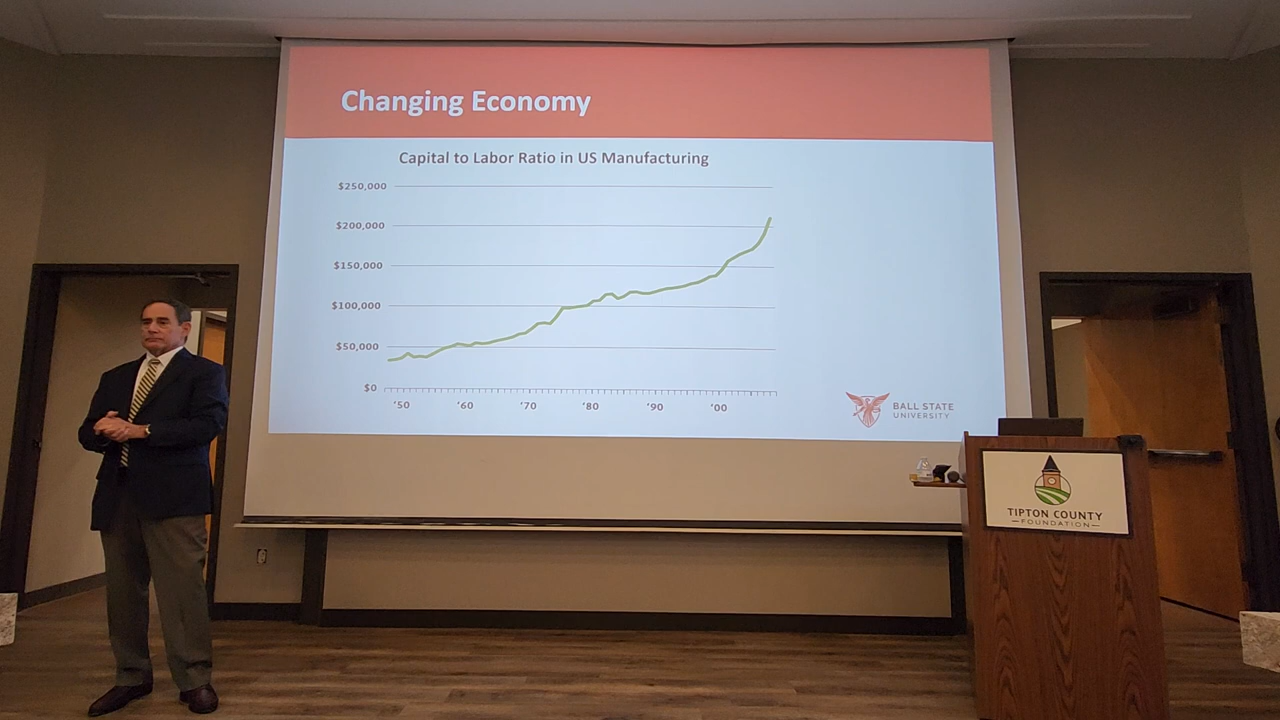 Changing Economy
Capital to Labor Ratio in US Manufacturing
$250,000
$200,000
$150,000
$100,000
$50,000
$0
‘50 ‘60 ‘70 ‘80 ‘90 ‘00
BALL STATE
UNIVERSITY
TIPTON COUNTY
FOUNDATION